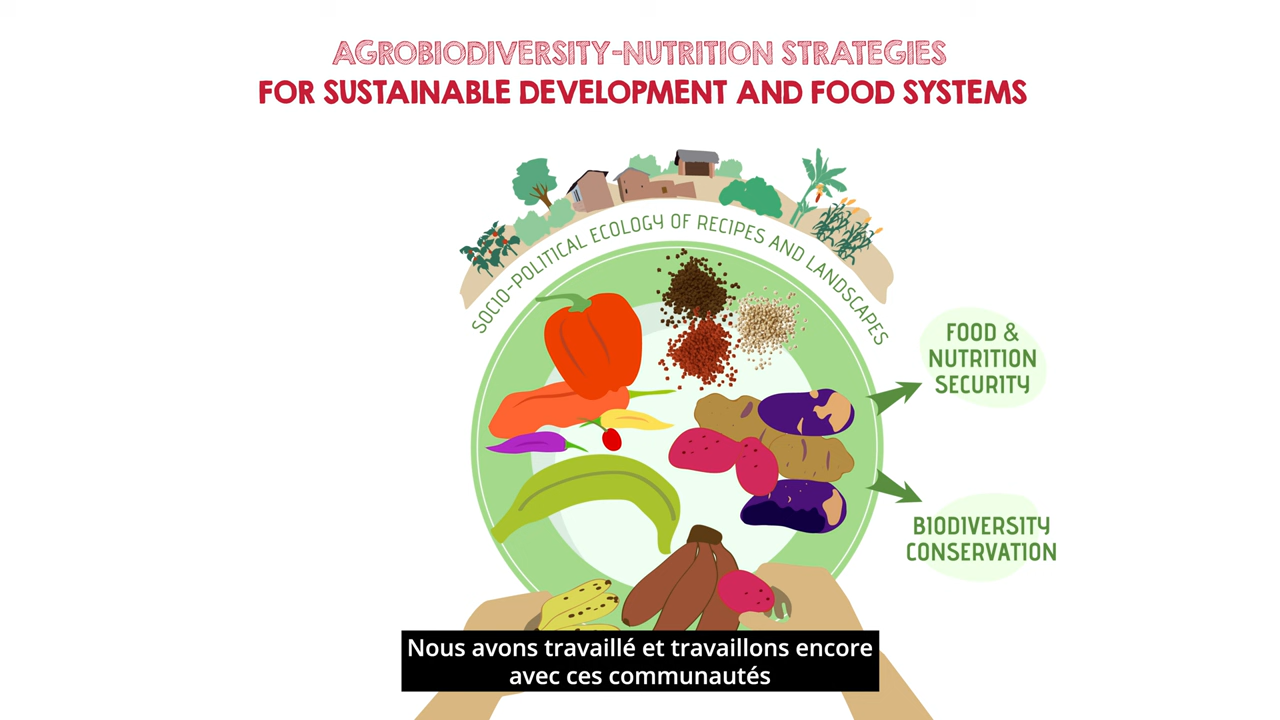 AGROBIODIVERSITY-NUTRITION STRATEGIES
FOR SUSTAINABLE DEVELOPMENT AND FOOD SYSTEMS
SOCIO-POLITICAL ECOLOGY OF RECIPES AND LANDSCAPES
FOOD &
NUTRITION
SECURITY
BIODIVERSITY
CONSERVATION
Nous avons travaillé et travaillons encore
avec ces communautés